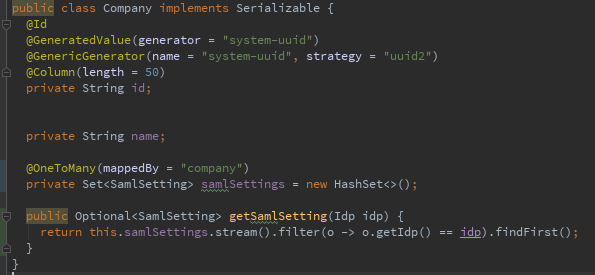 public class Company implements Serializable {
@Id
@GeneratedValue(generator = "system-uuid")
@GenericGenerator(name = "system-uuid", strategy = "uuid2")
@Column(length = 50)
private String id;
private String name;
@OneToMany(mappedBy = "company")
private Set<SamlSetting> samlSettings = new HashSet<>();
public Optional<SamlSetting> getSamlSetting(Idp idp) {
return this.samlSettings.stream().filter(o -> o.getIdp() == idp).findFirst();
}
}